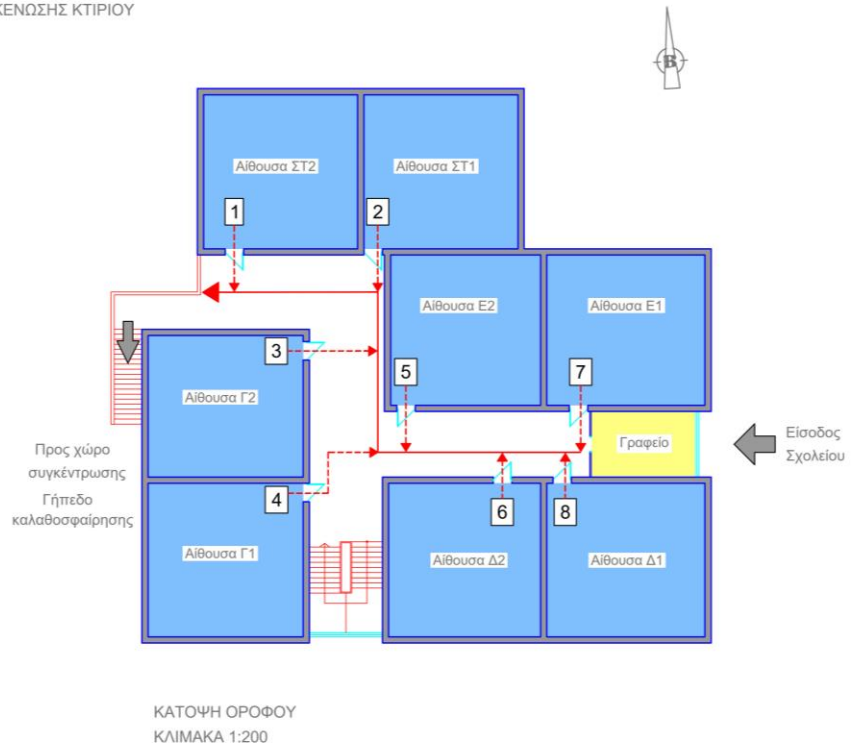 ΚΕΝΩΣΗΣ ΚΤΙΡΙΟΥ
Β
Αίθουσα ΣΤ2
Αίθουσα ΣΤ1
1
2
Αίθουσα Ε2
Αίθουσα Ε1
3
5
7
Αίθουσα Γ2
Γραφείο
Είσοδος
Σχολείου
Προς χώρο
συγκέντρωσης
Γήπεδο
καλαθοσφαίρησης
4
6
8
Αίθουσα Γ1
Αίθουσα Δ2
Αίθουσα Δ1
ΚΑΤΟΨΗ ΟΡΟΦΟΥ
ΚΛΙΜΑΚΑ 1:200